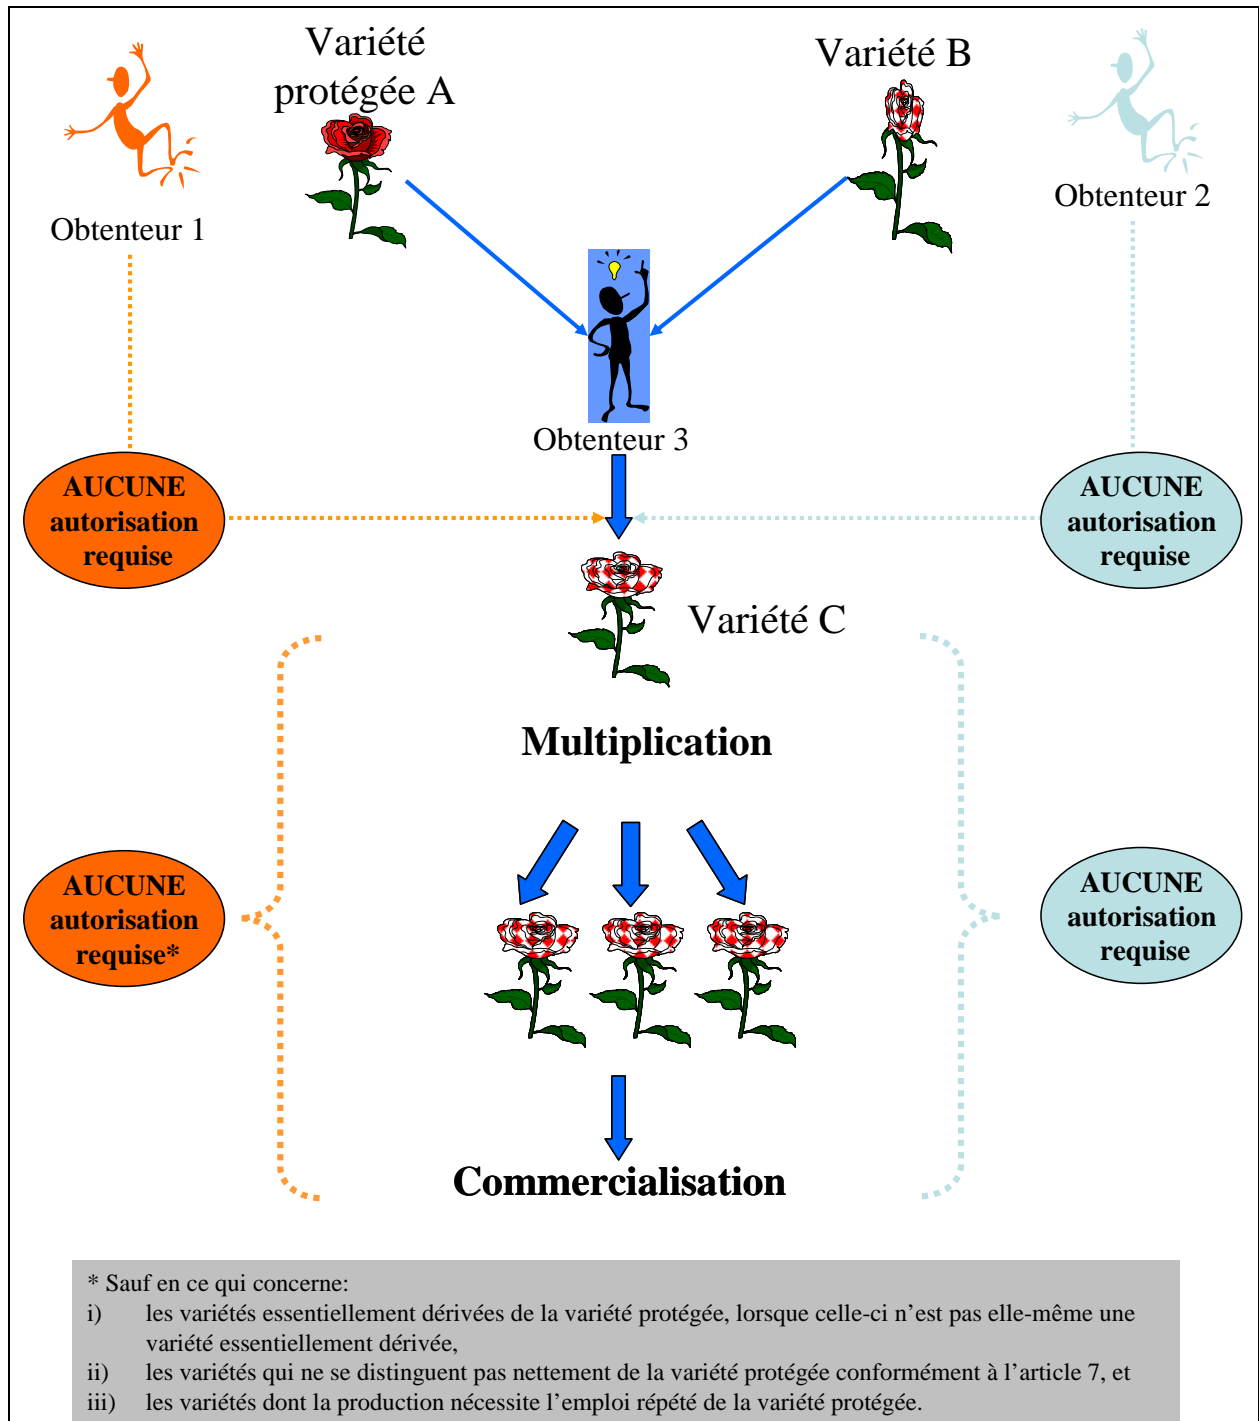 Variété
protégée A
Variété B
Obtenteur 1
Obtenteur 2
Obtenteur 3
AUCUNE
autorisation
requise
AUCUNE
autorisation
requise
Variété C
Multiplication
AUCUNE
autorisation
requise*
AUCUNE
autorisation
requise
Commercialisation
* Sauf en ce qui concerne:
i) les variétés essentiellement dérivées de la variété protégée, lorsque celle-ci n’est pas elle-même une
variété essentiellement dérivée,
ii) les variétés qui ne se distinguent pas nettement de la variété protégée conformément à l’article 7, et
iii) les variétés dont la production nécessite l’emploi répété de la variété protégée.